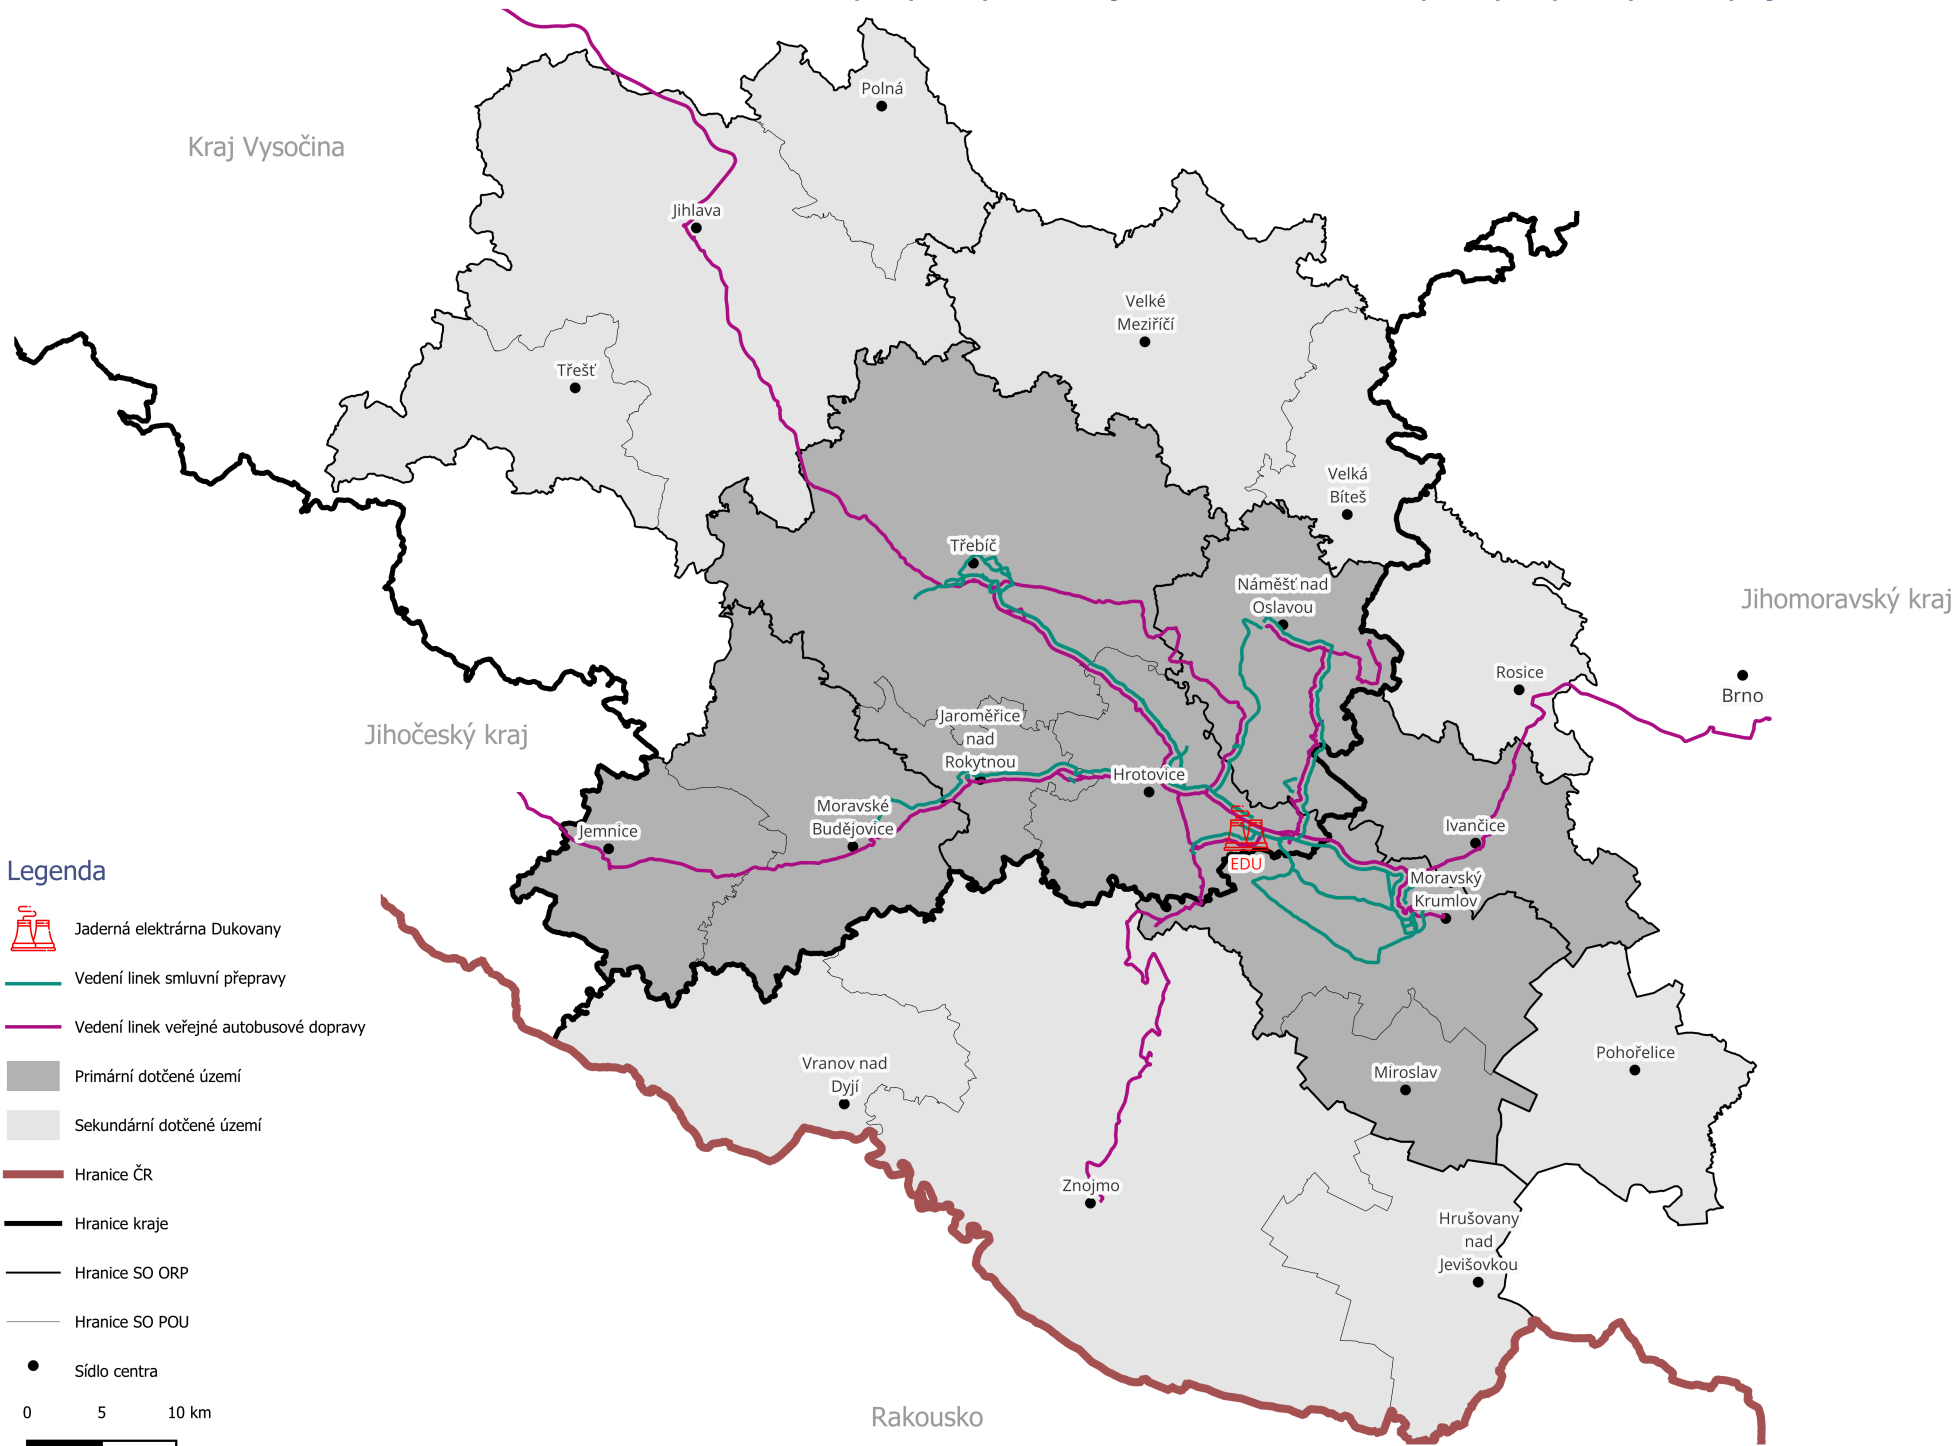 Polná
Kraj Vysočina
Jihlava
Velké
Meziříčí
Třešť
Velká
Bíteš
Třebíč
Náměšť nad
Oslavou
Jihomoravský kraj
Rosice
Brno
Jaroměřice
nad
Rokytnou
Jihočeský kraj
Hrotovice
Moravské
Budějovice
Jemnice
Ivančice
EDU
Moravský
Krumlov
Vranov nad
Dyjí
Miroslav
Pohořelice
Znojmo
Hrušovany
nad
Jevišovkou
Rakousko
Legenda
Jaderná elektrárna Dukovany
Vedení linek smluvní přepravy
Vedení linek veřejné autobusové dopravy
Primární dotčené území
Sekundární dotčené území
Hranice ČR
Hranice kraje
Hranice SO ORP
Hranice SO POU
Sídlo centra
0 5 10 km